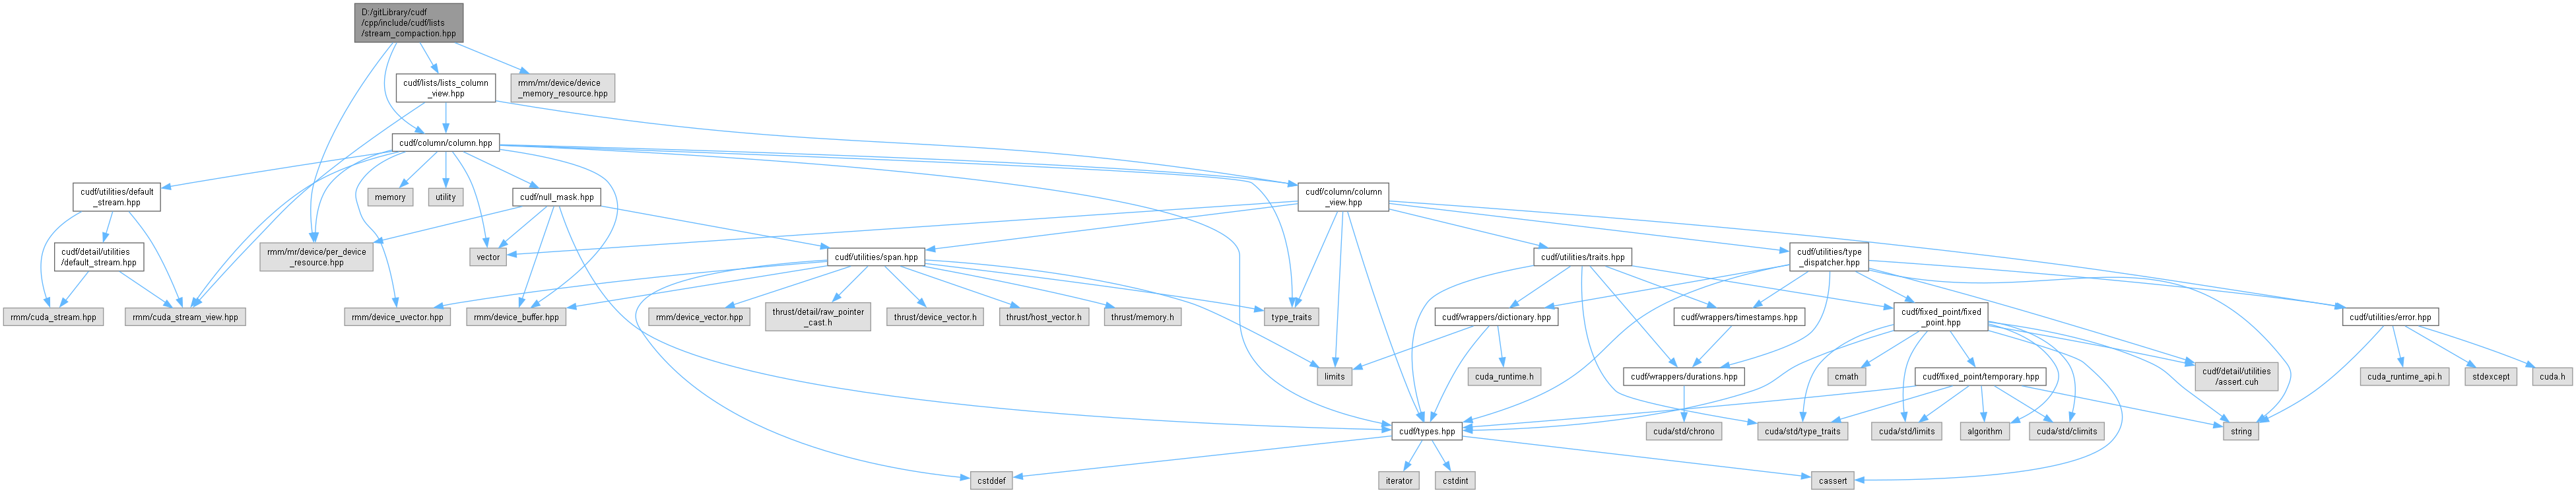 D:/gitLibrary/cudf
/cpp/include/cudf/lists
/stream_compaction.hpp
cudf/lists/lists_column
_view.hpp
rmm/mr/device/device
_memory_resource.hpp
cudf/column/column.hpp
cudf/utilities/default
_stream.hpp
memory
utility
cudf/null_mask.hpp
cudf/column/column
_view.hpp
cudf/detail/utilities
/default_stream.hpp
rmm/mr/device/per_device
_resource.hpp
vector
cudf/utilities/span.hpp
cudf/utilities/traits.hpp
cudf/utilities/type
_dispatcher.hpp
rmm/cuda_stream.hpp
rmm/cuda_stream_view.hpp
rmm/device_uvector.hpp
rmm/device_buffer.hpp
rmm/device_vector.hpp
thrust/detail/raw_pointer
_cast.h
thrust/device_vector.h
thrust/host_vector.h
thrust/memory.h
type_traits
cudf/wrappers/dictionary.hpp
cudf/wrappers/timestamps.hpp
cudf/fixed_point/fixed
_point.hpp
cudf/utilities/error.hpp
limits
cuda_runtime.h
cudf/wrappers/durations.hpp
cmath
cudf/fixed_point/temporary.hpp
cudf/detail/utilities
/assert.cuh
cuda_runtime_api.h
stdexcept
cuda.h
cudf/types.hpp
cuda/std/chrono
cuda/std/type_traits
cuda/std/limits
algorithm
cuda/std/climits
string
cstddef
iterator
cstdint
cassert